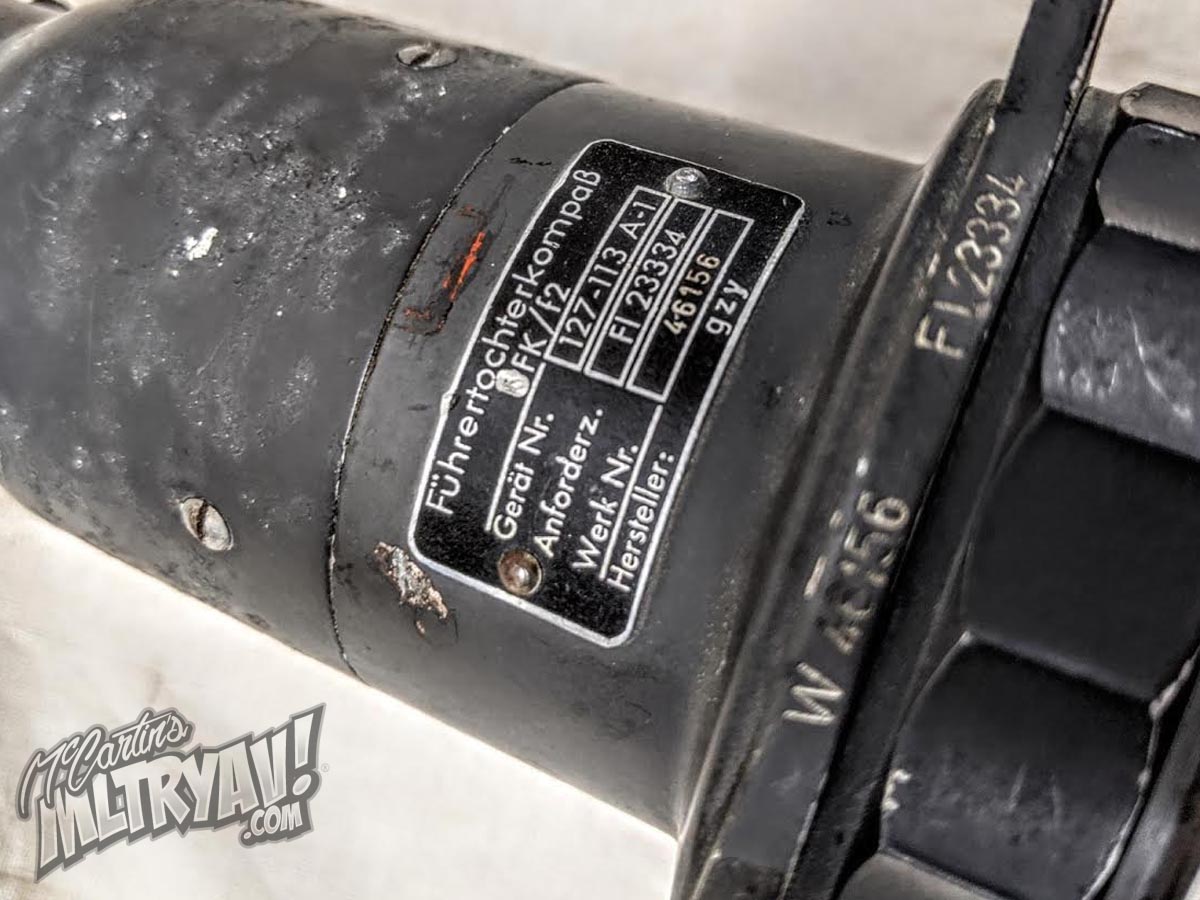 Führertochterkompaß
FK/f2
Gerät Nr. 127-113 A-1
Anforderz. Fl 23334
Werk Nr. 46156
Hersteller: gzy
Fl 23334
W 46156
McCartin's
MLTRYAV!
.COM